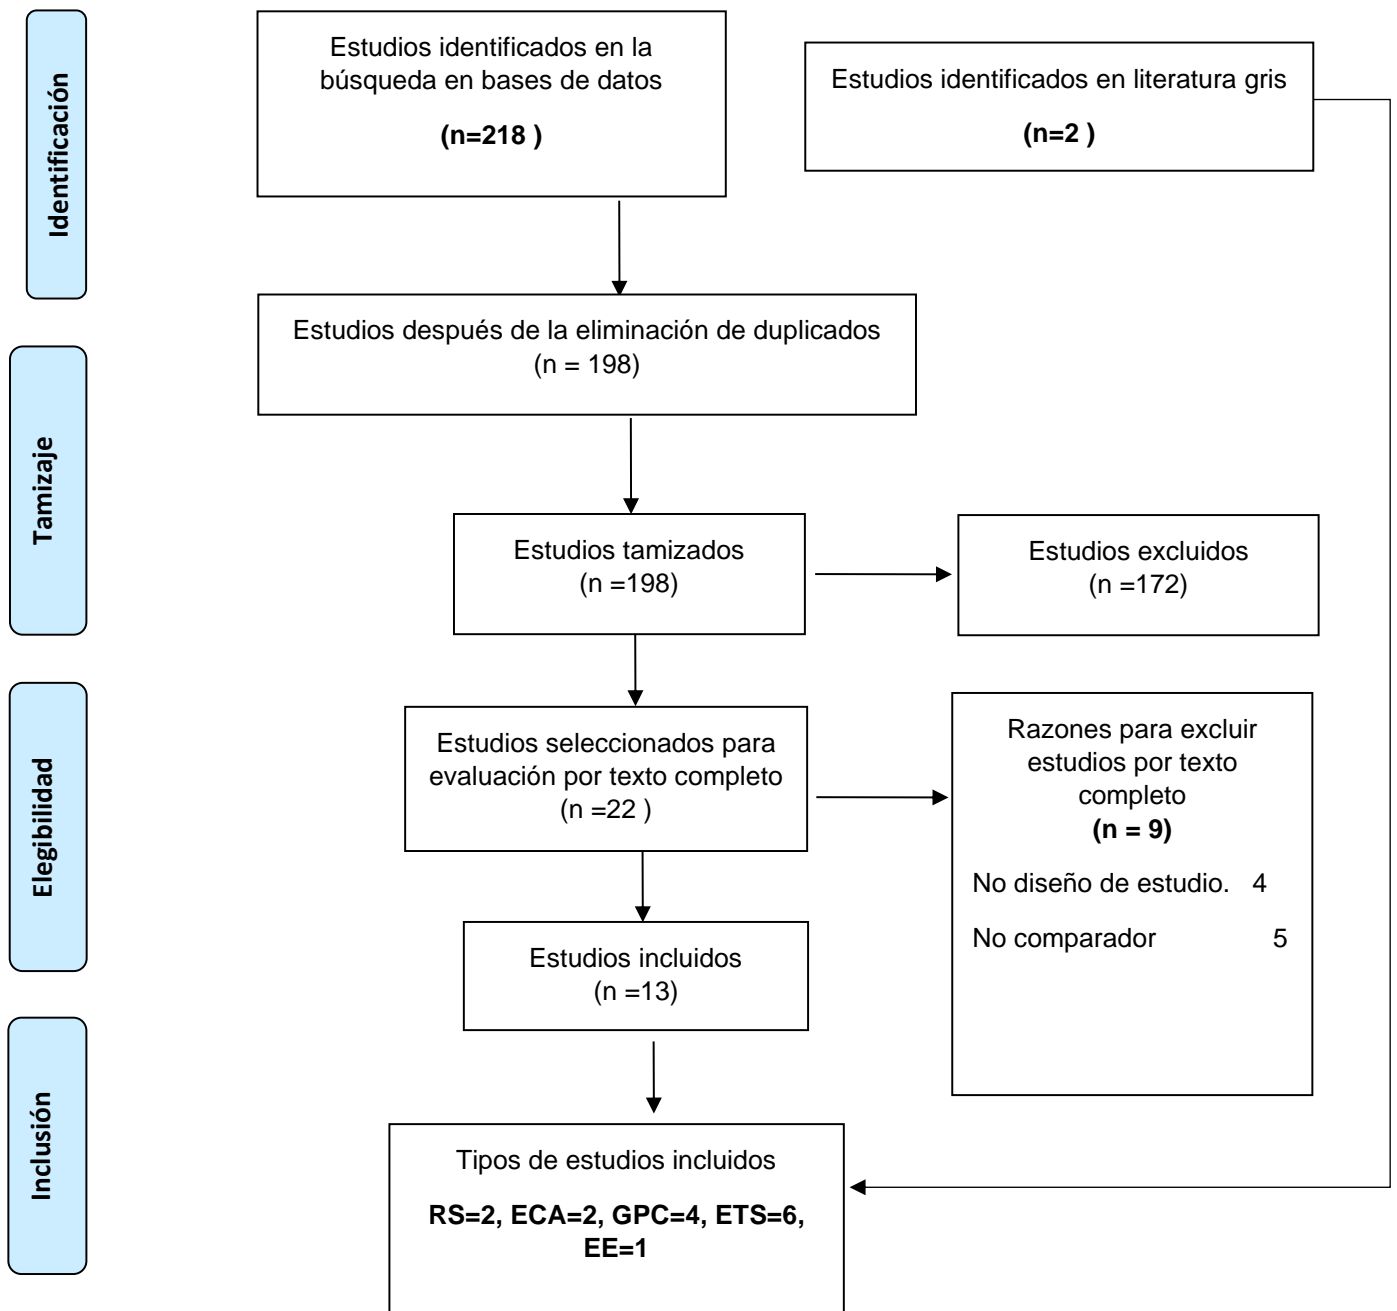 Identificación
Estudios identificados en la
búsqueda en bases de datos
(n=218 )
Estudios identificados en literatura gris
(n=2 )
Estudios después de la eliminación de duplicados
(n = 198)
Tamizaje
Estudios tamizados
(n =198)
Estudios excluidos
(n =172)
Elegibilidad
Estudios seleccionados para
evaluación por texto completo
(n =22 )
Razones para excluir
estudios por texto
completo
(n = 9)
No diseño de estudio. 4
No comparador 5
Estudios incluidos
(n =13)
Inclusión
Tipos de estudios incluidos
RS=2, ECA=2, GPC=4, ETS=6,
EE=1